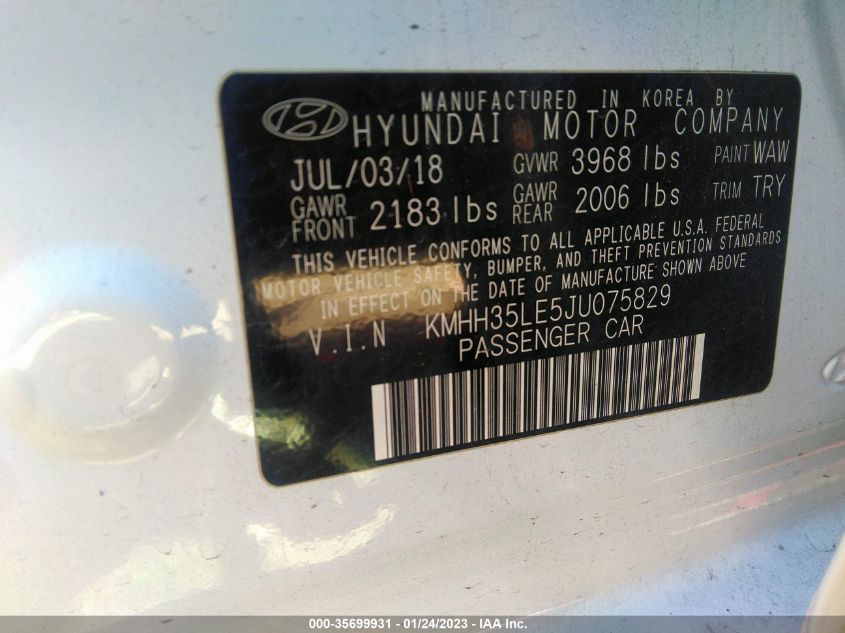 MANUFACTURED IN KOREA BY
HYUNDAI MOTOR COMPANY
JUL/03/18 GVWR 3968 lbs PAINT WAW
GAWR FRONT 2183 lbs GAWR REAR 2006 lbs TRIM TRY
THIS VEHICLE CONFORMS TO ALL APPLICABLE U.S.A. FEDERAL
MOTOR VEHICLE SAFETY, BUMPER, AND THEFT PREVENTION STANDARDS
IN EFFECT ON THE DATE OF MANUFACTURE SHOWN ABOVE
V.I.N KMHH35LE5JU075829
PASSENGER CAR
000-35699931 - 01/24/2023 - IAA Inc.